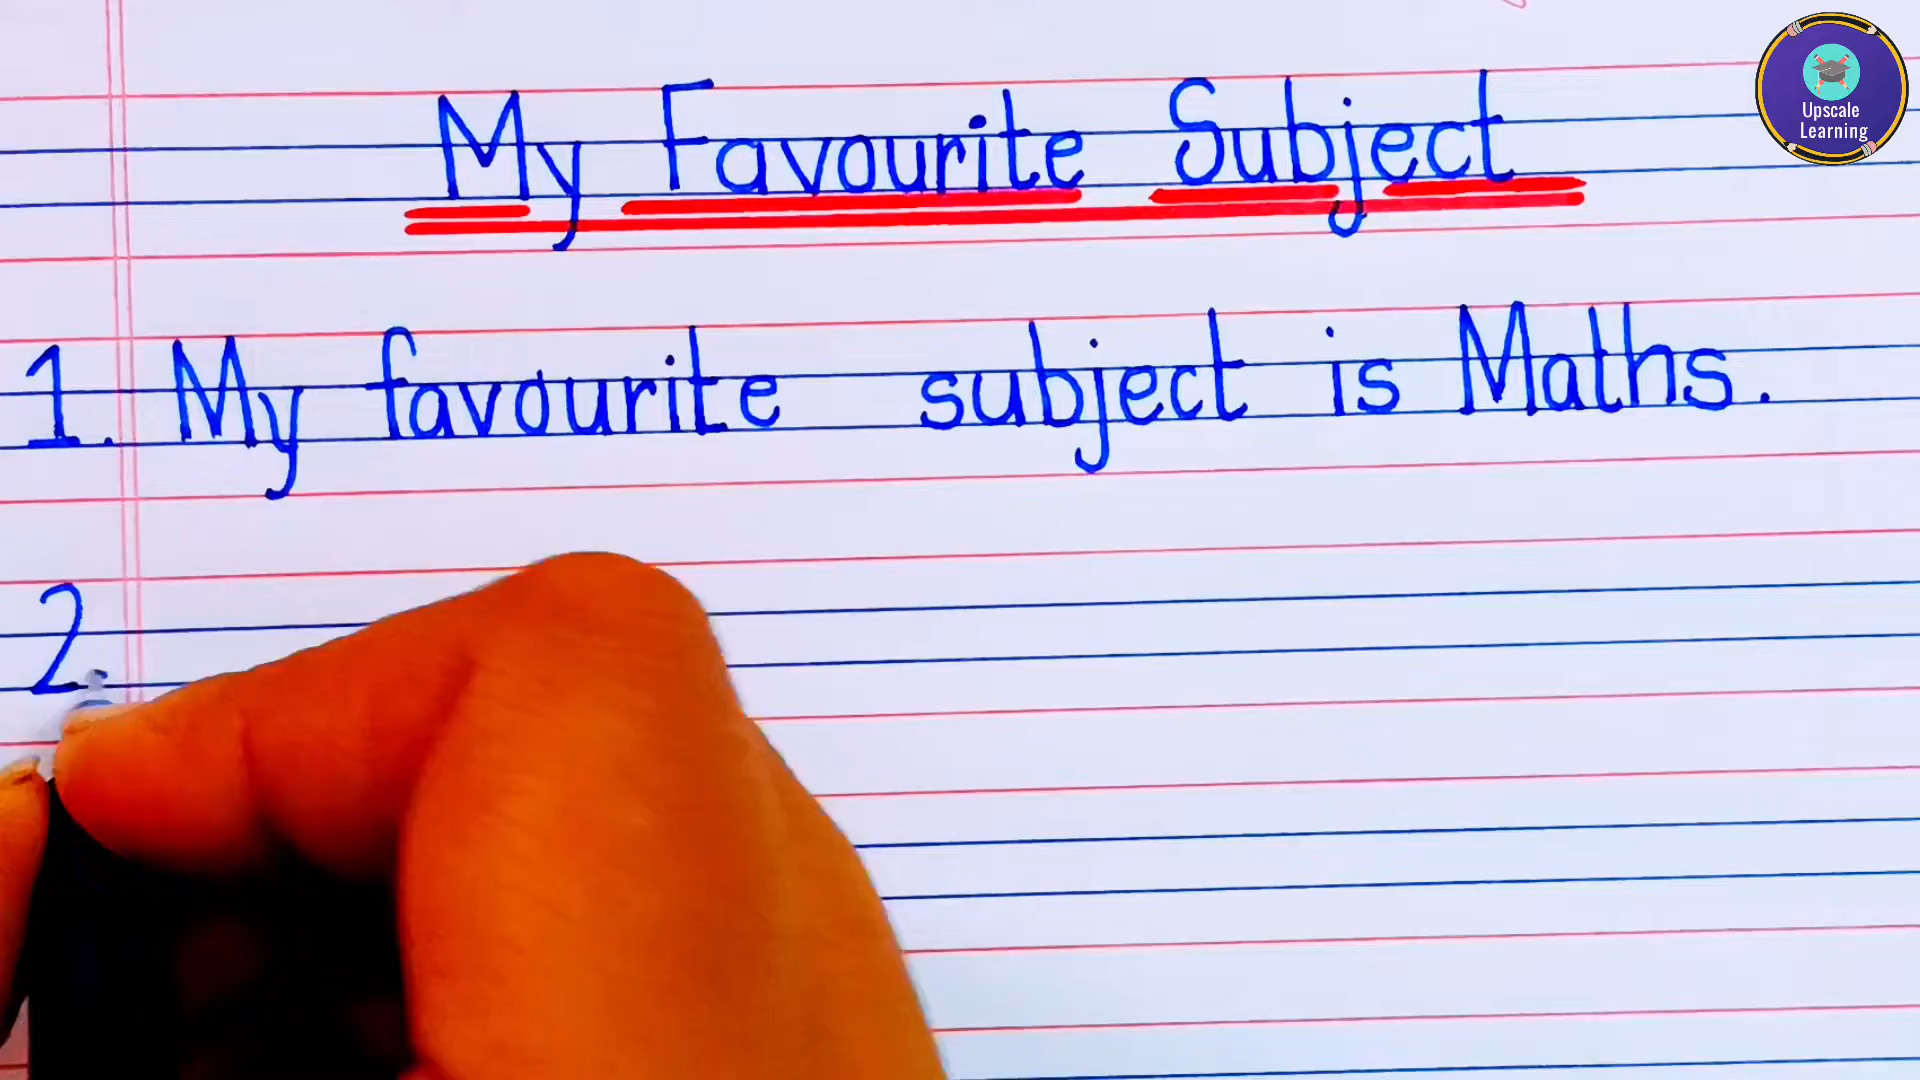 My Favourite Subject
Upscale
Learning
1. My favourite subject is Maths.
2.